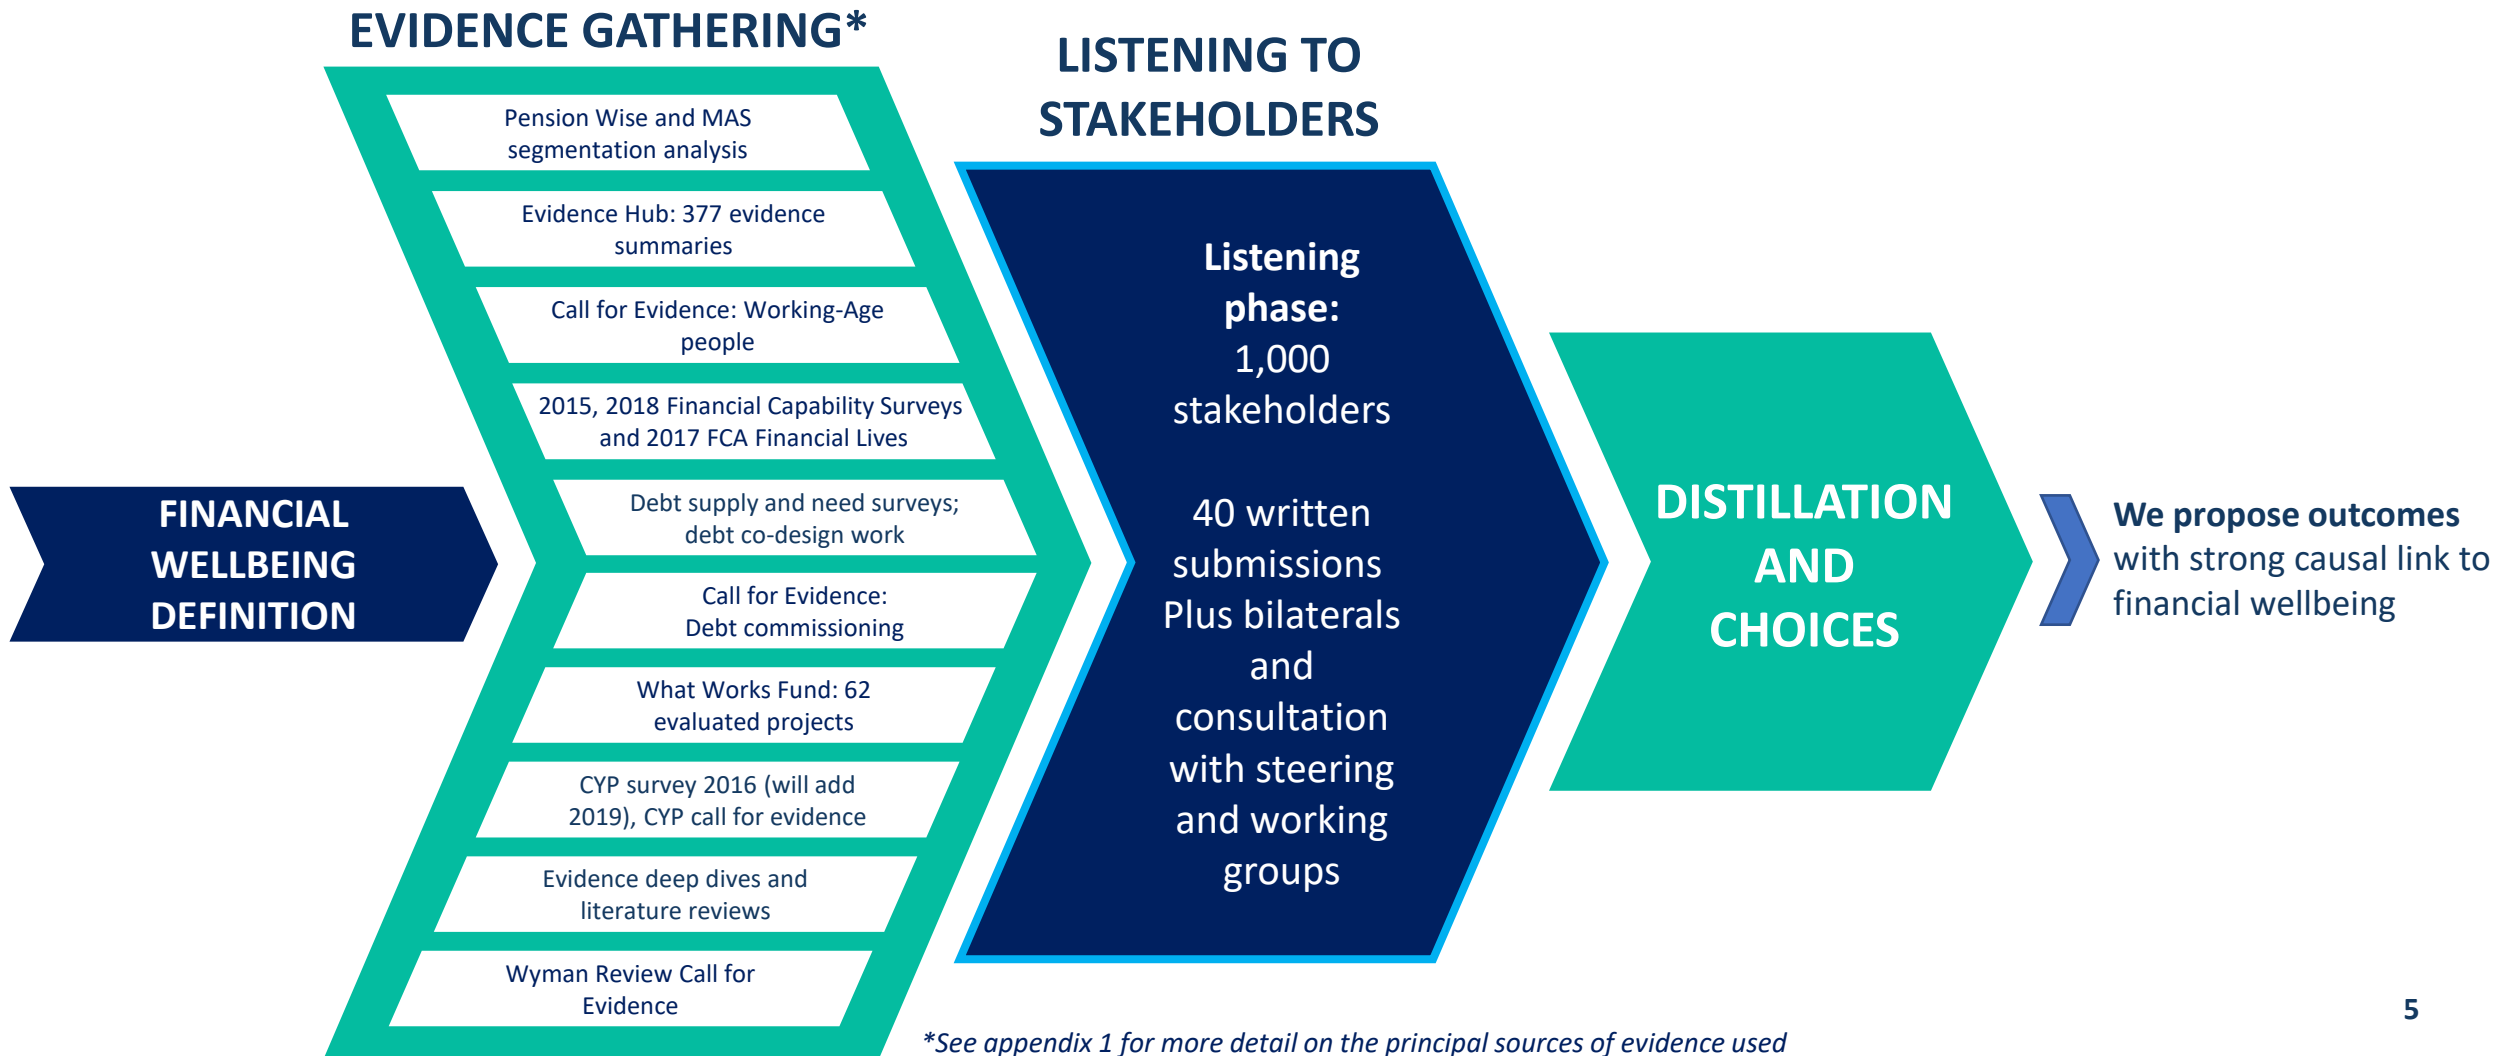 EVIDENCE GATHERING*
Pension Wise and MAS
segmentation analysis
Evidence Hub: 377 evidence
summaries
Call for Evidence: Working-Age
people
2015, 2018 Financial Capability Surveys
and 2017 FCA Financial Lives
Debt supply and need surveys;
debt co-design work
Call for Evidence:
Debt commissioning
What Works Fund: 62
evaluated projects
CYP survey 2016 (will add
2019), CYP call for evidence
Evidence deep dives and
literature reviews
Wyman Review Call for
Evidence
FINANCIAL
WELLBEING
DEFINITION
LISTENING TO
STAKEHOLDERS
Listening
phase:
1,000
stakeholders
40 written
submissions
Plus bilaterals
and
consultation
with steering
and working
groups
DISTILLATION
AND
CHOICES
We propose outcomes
with strong causal link to
financial wellbeing
*See appendix 1 for more detail on the principal sources of evidence used
5